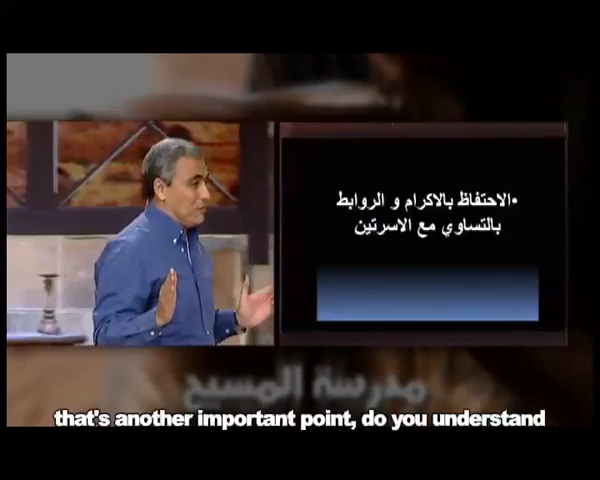 •الاحتفاظ بالاكرام و الروابط
بالتساوي مع الاسرتين
مدرسة المسيح
that's another important point, do you understand